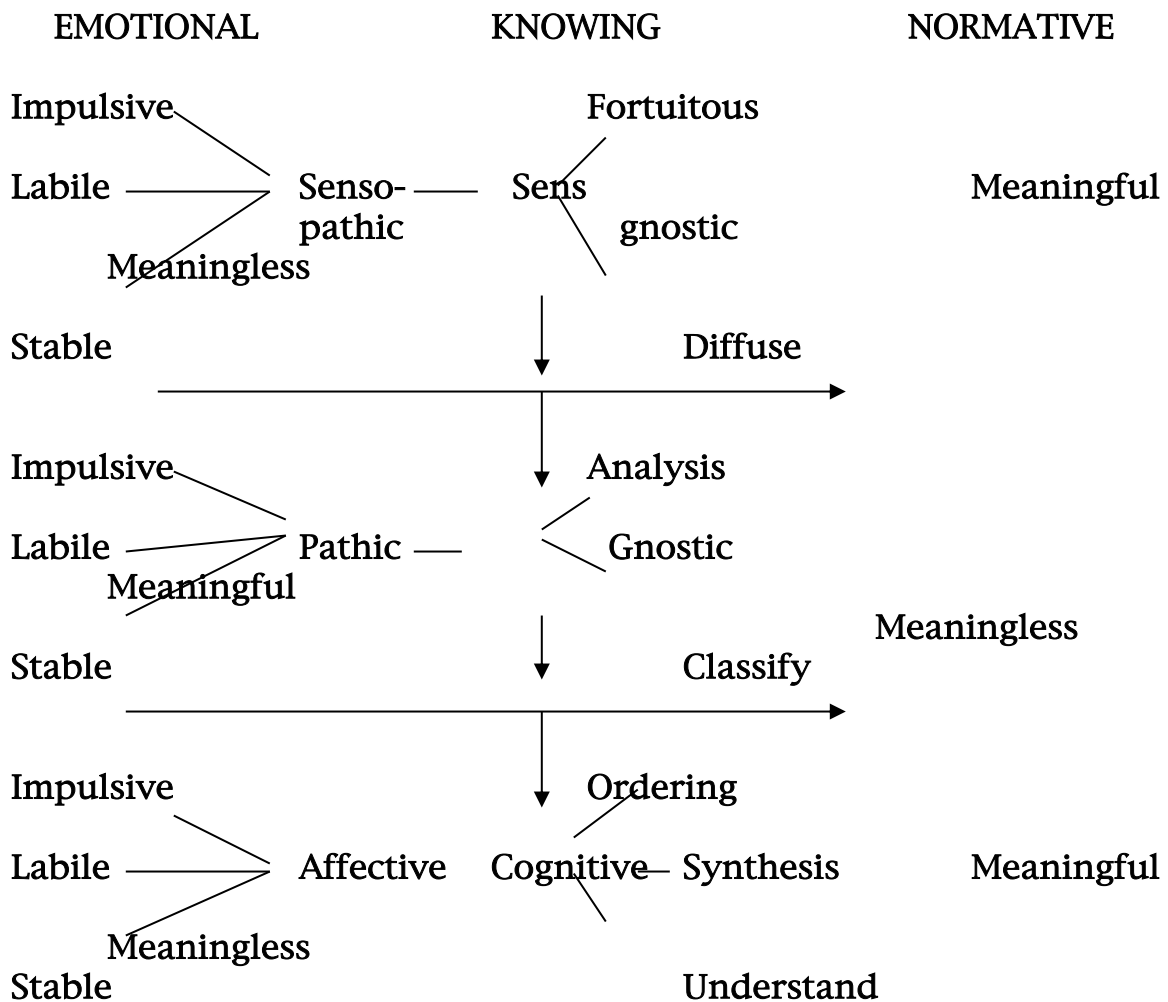 EMOTIONAL KNOWING NORMATIVE
Impulsive Fortuitous
Labile Senso- Sens Meaningful
pathic gnostic
Meaningless
Stable Diffuse
Impulsive Analysis
Labile Pathic Gnostic
Meaningful
Meaningless
Stable Classify
Impulsive Ordering
Labile Affective Cognitive Synthesis Meaningful
Meaningless
Stable Understand